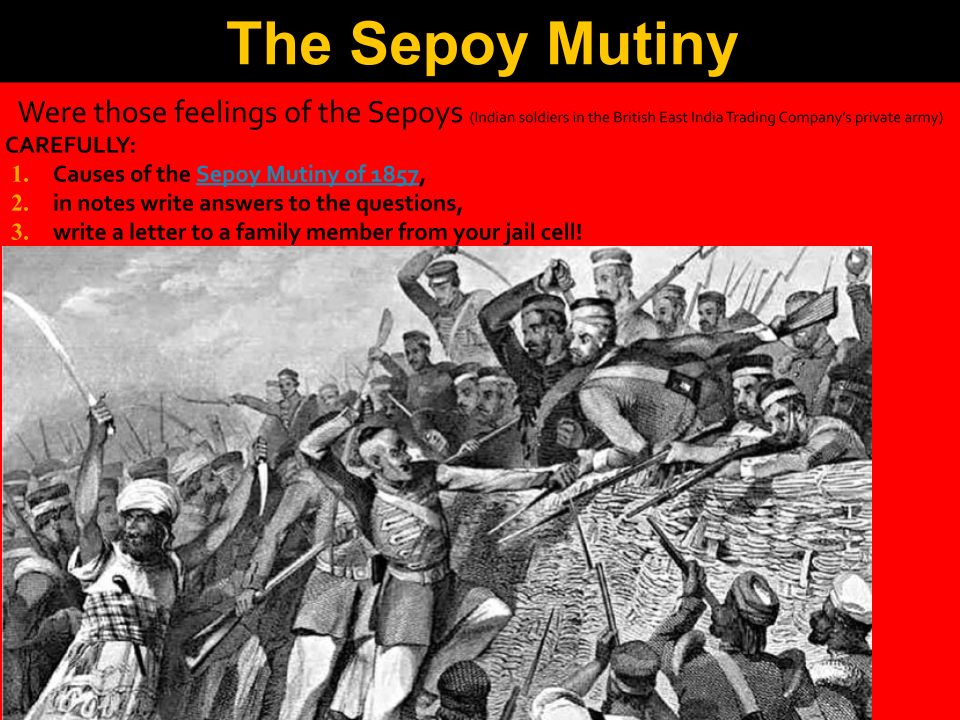 The Sepoy Mutiny
Were those feelings of the Sepoys (Indian soldiers in the British East India Trading Company's private army)
CAREFULLY:
1. Causes of the Sepoy Mutiny of 1857,
2. in notes write answers to the questions,
3. write a letter to a family member from your jail cell!